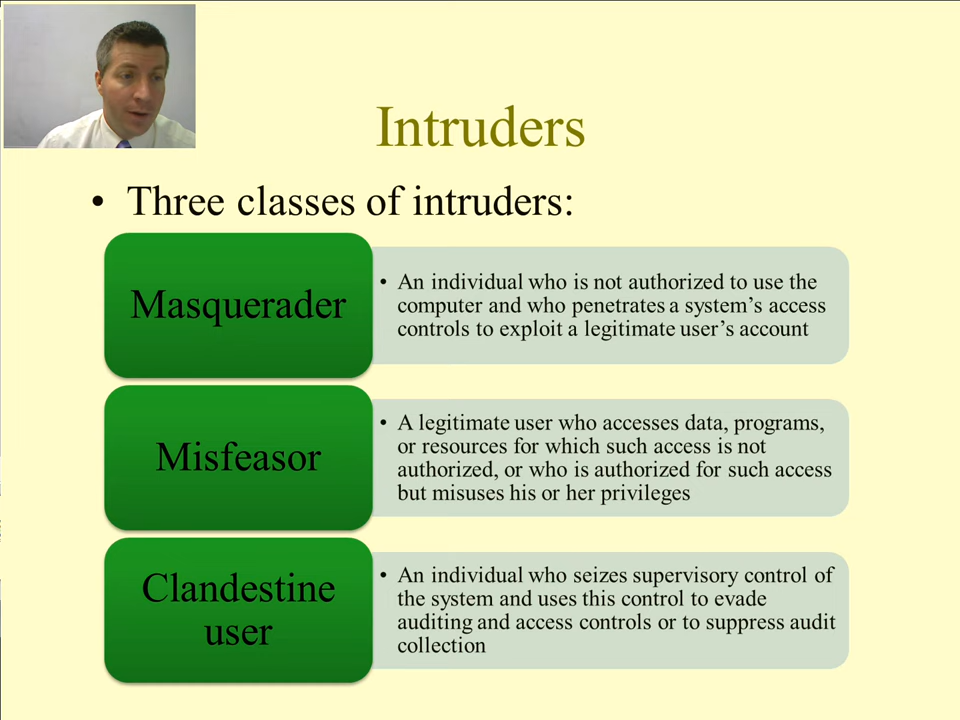 Intruders
• Three classes of intruders:
Masquerader
• An individual who is not authorized to use the
computer and who penetrates a system’s access
controls to exploit a legitimate user’s account
Misfeasor
• A legitimate user who accesses data, programs,
or resources for which such access is not
authorized, or who is authorized for such access
but misuses his or her privileges
Clandestine
user
• An individual who seizes supervisory control of
the system and uses this control to evade
auditing and access controls or to suppress audit
collection